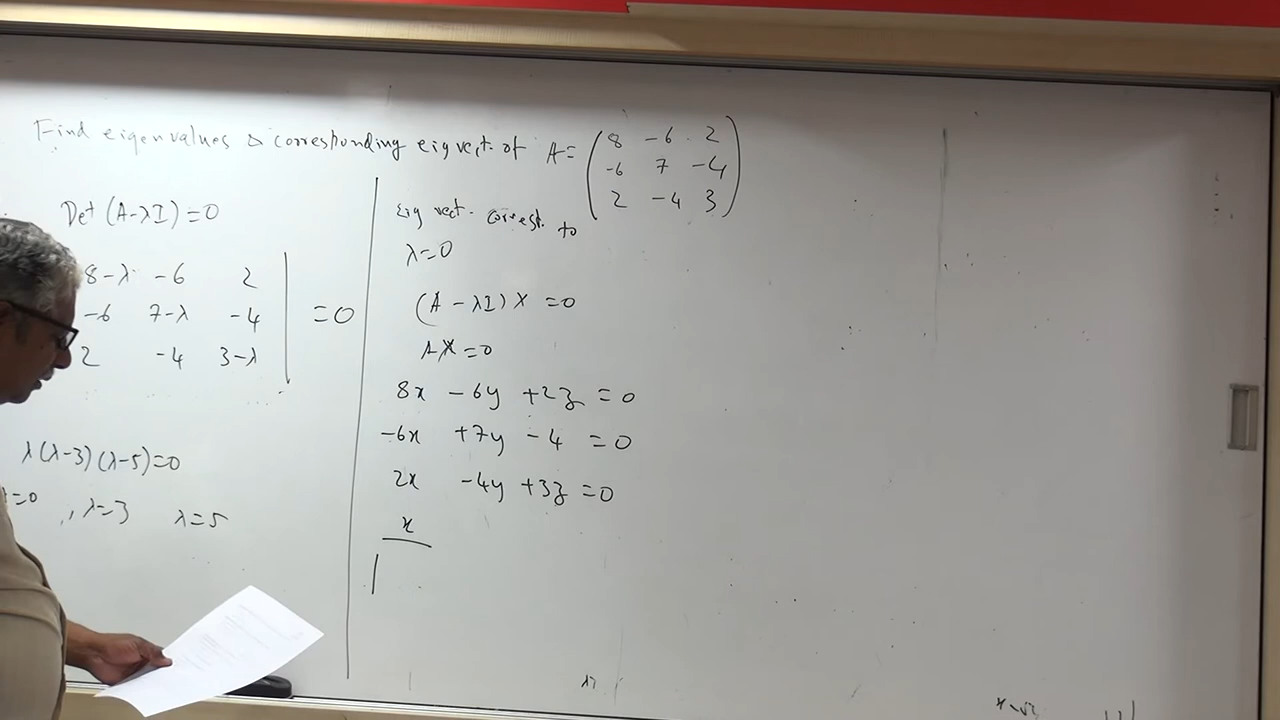 Find eigenvalues & corresponding eigvect. of A = ( 8 -6 2
-6 7 -4
2 -4 3 )
Det (A-λI) = 0
8-λ -6 2
-6 7-λ -4 = 0
2 -4 3-λ
λ(λ-3)(λ-5)=0
=0 , λ=3 λ=5
Eig vect. corresp. to
λ=0
(A - λI) X = 0
AX = 0
8x - 6y + 2z = 0
-6x + 7y - 4 = 0
2x - 4y + 3z = 0
x